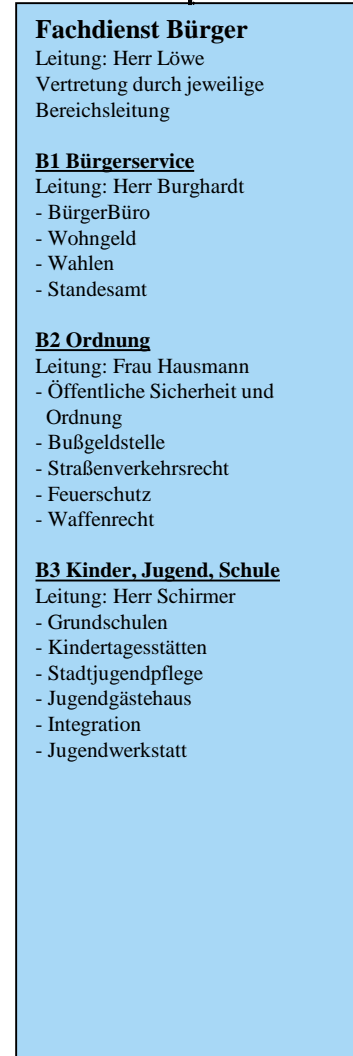 Fachdienst Bürger
Leitung: Herr Löwe
Vertretung durch jeweilige
Bereichsleitung
B1 Bürgerservice
Leitung: Herr Burghardt
- BürgerBüro
- Wohngeld
- Wahlen
- Standesamt
B2 Ordnung
Leitung: Frau Hausmann
- Öffentliche Sicherheit und
Ordnung
- Bußgeldstelle
- Straßenverkehrsrecht
- Feuerschutz
- Waffenrecht
B3 Kinder, Jugend, Schule
Leitung: Herr Schirmer
- Grundschulen
- Kindertagesstätten
- Stadtjugendpflege
- Jugendgästehaus
- Integration
- Jugendwerkstatt